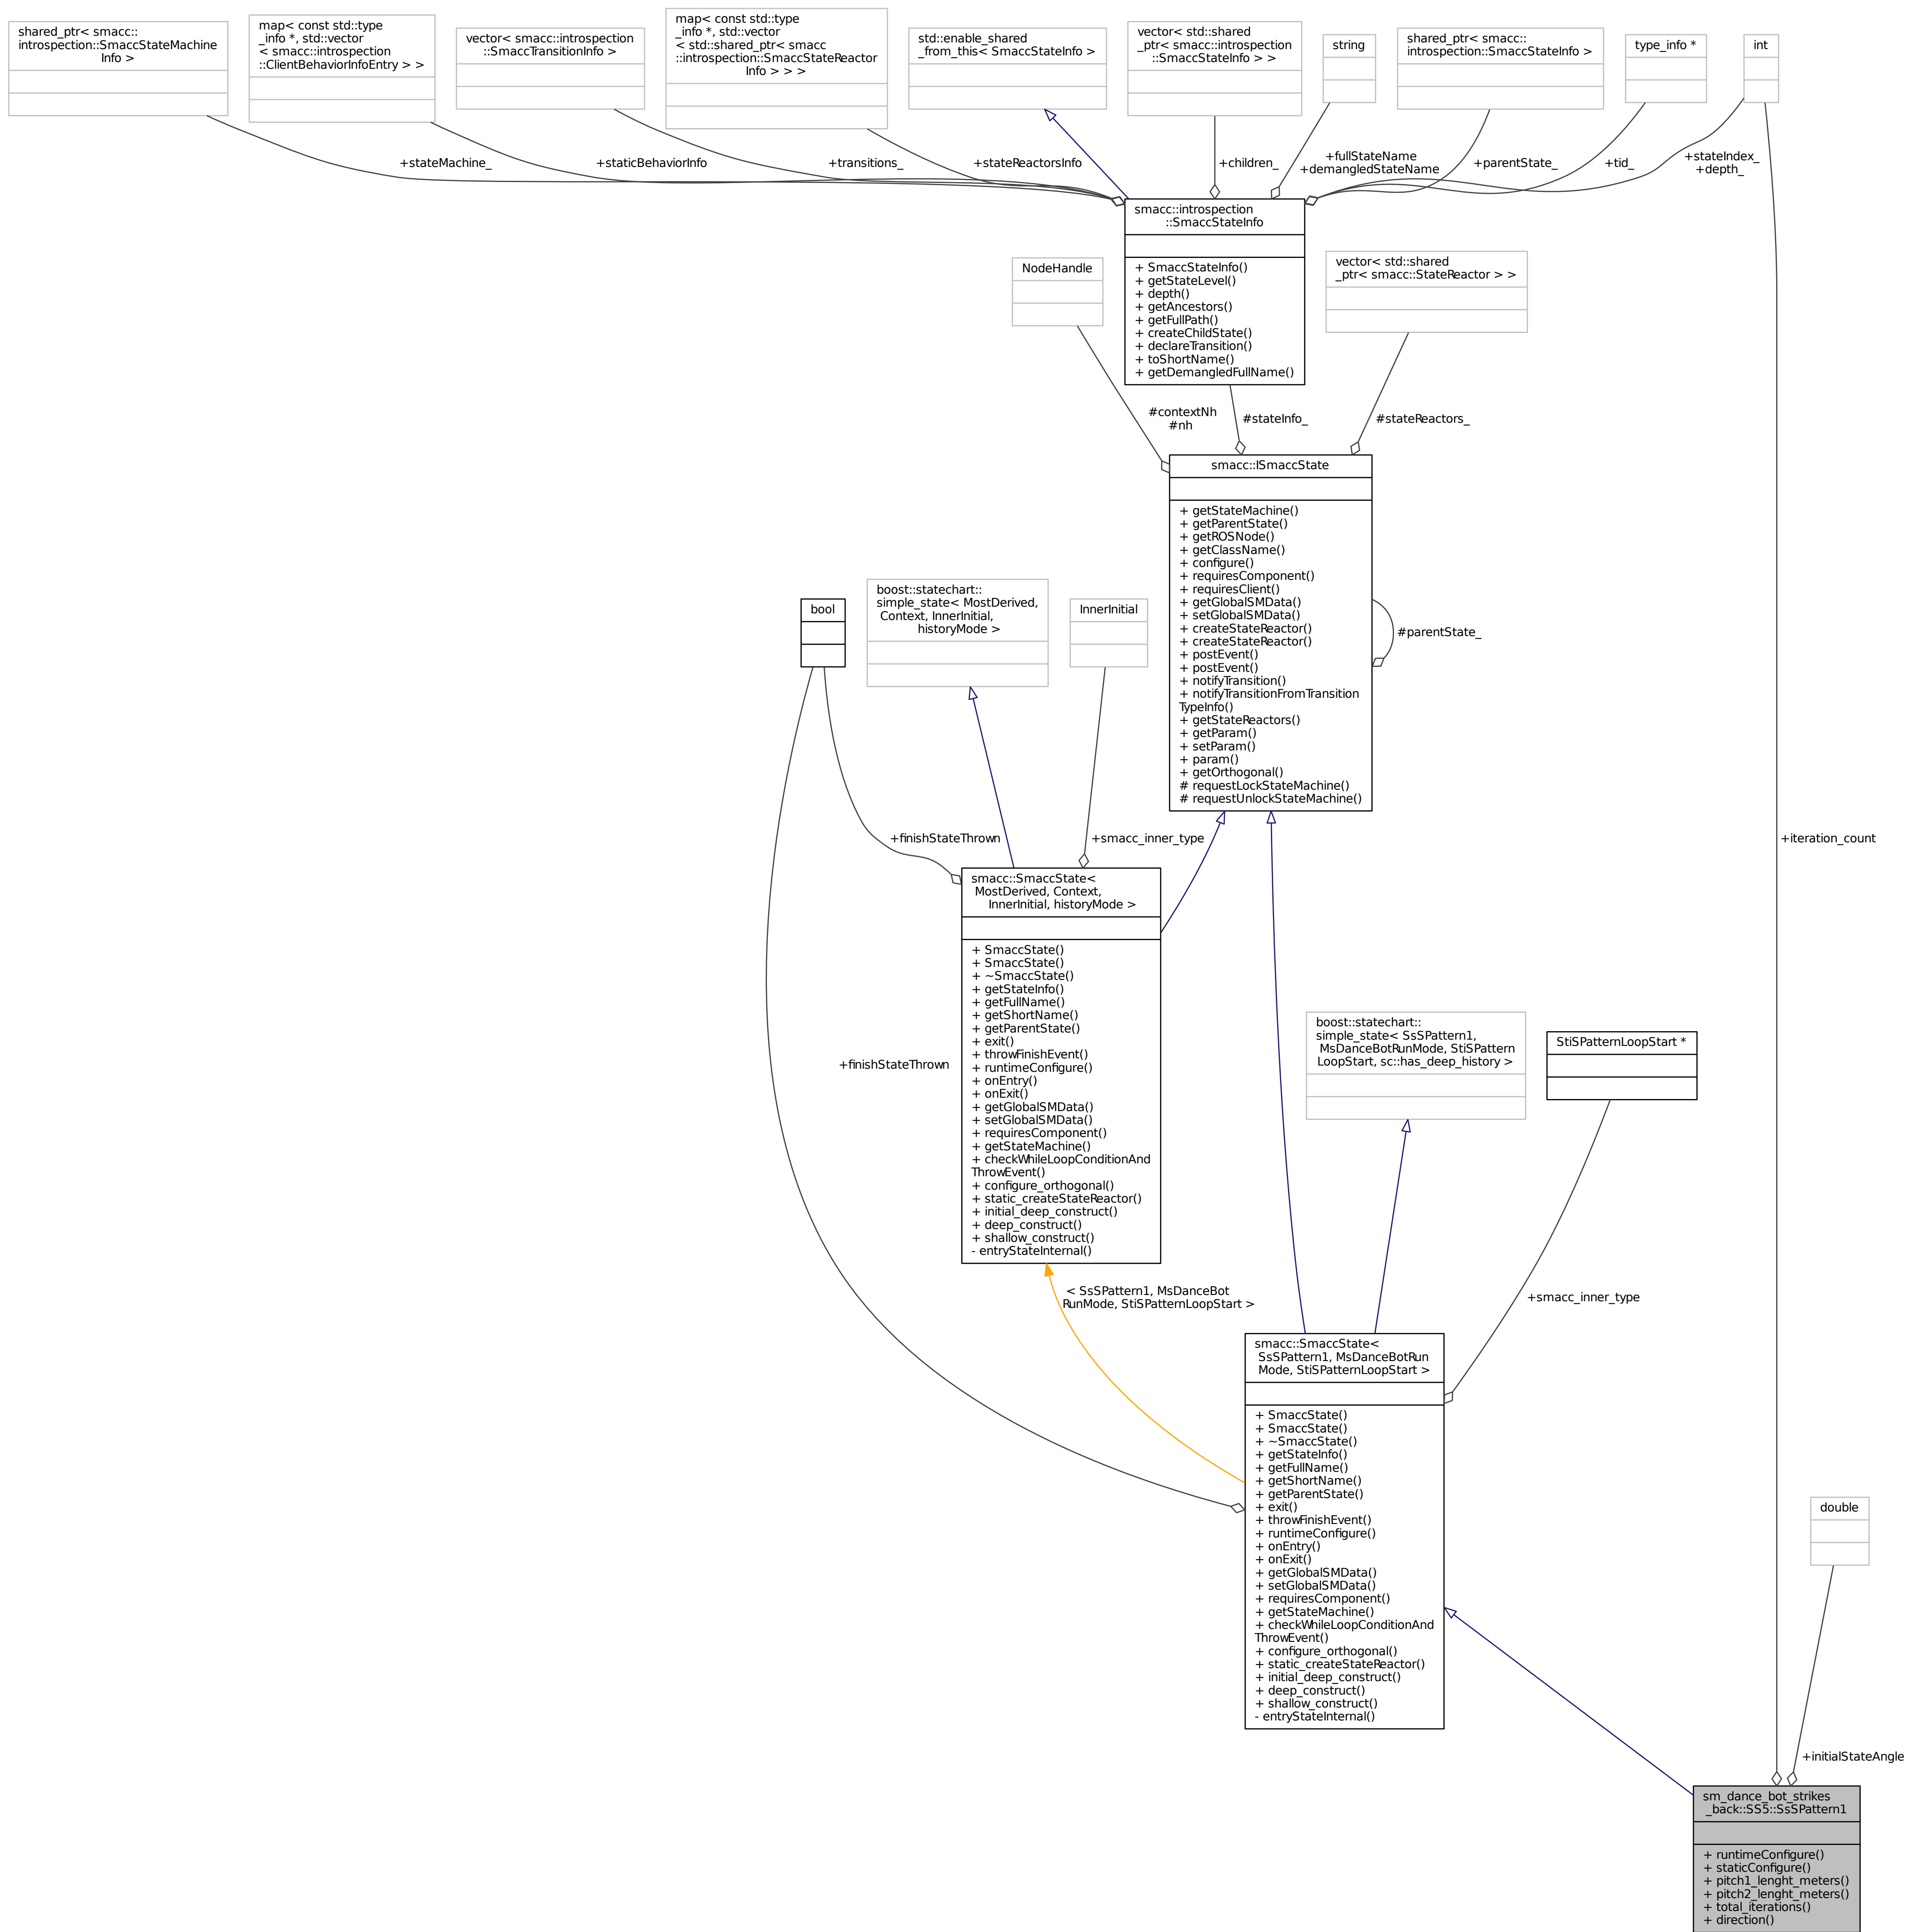 shared_ptr< smacc::
introspection::SmaccStateMachine
Info >
map< const std::type
_info *, std::vector
< smacc::introspection
::ClientBehaviorInfoEntry > >
vector< smacc::introspection
::SmaccTransitionInfo >
map< const std::type
_info *, std::vector
< std::shared_ptr< smacc
::introspection::SmaccStateReactor
Info > > >
std::enable_shared
_from_this< SmaccStateInfo >
vector< std::shared
_ptr< smacc::introspection
::SmaccStateInfo > >
string
shared_ptr< smacc::
introspection::SmaccStateInfo >
type_info *
int
+stateMachine_
+staticBehaviorInfo
+transitions_
+stateReactorsInfo
+children_
+fullStateName
+demangledStateName
+parentState_
+tid_
+stateIndex_
+depth_
smacc::introspection
::SmaccStateInfo
+ SmaccStateInfo()
+ getStateLevel()
+ depth()
+ getAncestors()
+ getFullPath()
+ createChildState()
+ declareTransition()
+ toShortName()
+ getDemangledFullName()
NodeHandle
vector< std::shared
_ptr< smacc::StateReactor > >
#contextNh
#nh
#stateInfo_
#stateReactors_
smacc::ISmaccState
+ getStateMachine()
+ getParentState()
+ getROSNode()
+ getClassName()
+ configure()
+ requiresComponent()
+ requiresClient()
+ getGlobalSMData()
+ setGlobalSMData()
+ createStateReactor()
+ createStateReactor()
+ postEvent()
+ postEvent()
+ notifyTransition()
+ notifyTransitionFromTransition
TypeInfo()
+ getStateReactors()
+ getParam()
+ setParam()
+ param()
+ getOrthogonal()
# requestLockStateMachine()
# requestUnlockStateMachine()
#parentState_
bool
boost::statechart::
simple_state< MostDerived,
Context, InnerInitial,
historyMode >
InnerInitial
+finishStateThrown
+smacc_inner_type
+iteration_count
smacc::SmaccState<
MostDerived, Context,
InnerInitial, historyMode >
+ SmaccState()
+ SmaccState()
+ ~SmaccState()
+ getStateInfo()
+ getFullName()
+ getShortName()
+ getParentState()
+ exit()
+ throwFinishEvent()
+ runtimeConfigure()
+ onEntry()
+ onExit()
+ getGlobalSMData()
+ setGlobalSMData()
+ requiresComponent()
+ getStateMachine()
+ checkWhileLoopConditionAnd
ThrowEvent()
+ configure_orthogonal()
+ static_createStateReactor()
+ initial_deep_construct()
+ deep_construct()
+ shallow_construct()
- entryStateInternal()
+finishStateThrown
boost::statechart::
simple_state< SsSPattern1,
MsDanceBotRunMode, StiSPattern
LoopStart, sc::has_deep_history >
StiSPatternLoopStart *
< SsSPattern1, MsDanceBot
RunMode, StiSPatternLoopStart >
+smacc_inner_type
smacc::SmaccState<
SsSPattern1, MsDanceBotRun
Mode, StiSPatternLoopStart >
+ SmaccState()
+ SmaccState()
+ ~SmaccState()
+ getStateInfo()
+ getFullName()
+ getShortName()
+ getParentState()
+ exit()
+ throwFinishEvent()
+ runtimeConfigure()
+ onEntry()
+ onExit()
+ getGlobalSMData()
+ setGlobalSMData()
+ requiresComponent()
+ getStateMachine()
+ checkWhileLoopConditionAnd
ThrowEvent()
+ configure_orthogonal()
+ static_createStateReactor()
+ initial_deep_construct()
+ deep_construct()
+ shallow_construct()
- entryStateInternal()
double
+initialStateAngle
sm_dance_bot_strikes
_back::SS5::SsSPattern1
+ runtimeConfigure()
+ staticConfigure()
+ pitch1_lenght_meters()
+ pitch2_lenght_meters()
+ total_iterations()
+ direction()